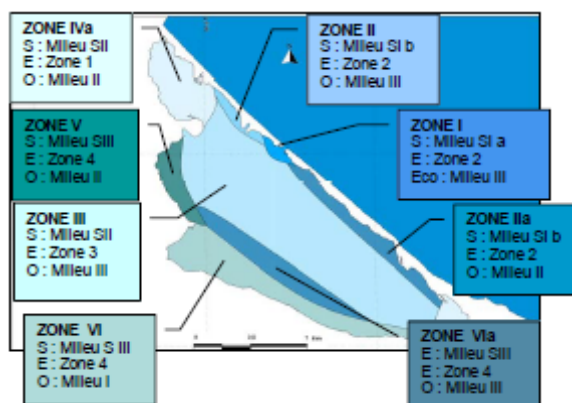 ZONE IVa
S : Milieu SII
E : Zone 1
O : Milieu II
ZONE II
S : Milieu SI b
E : Zone 2
O : Milieu III
ZONE V
S : Milieu SIII
E : Zone 4
O : Milieu II
ZONE I
S : Milieu SI a
E : Zone 2
Eco : Milieu III
ZONE III
S : Milieu SII
E : Zone 3
O : Milieu III
ZONE IIa
S : Milieu SI b
E : Zone 2
O : Milieu II
ZONE VI
S : Milieu S III
E : Zone 4
O : Milieu I
ZONE VIa
E : Milieu SIII
E : Zone 4
O : Milieu III